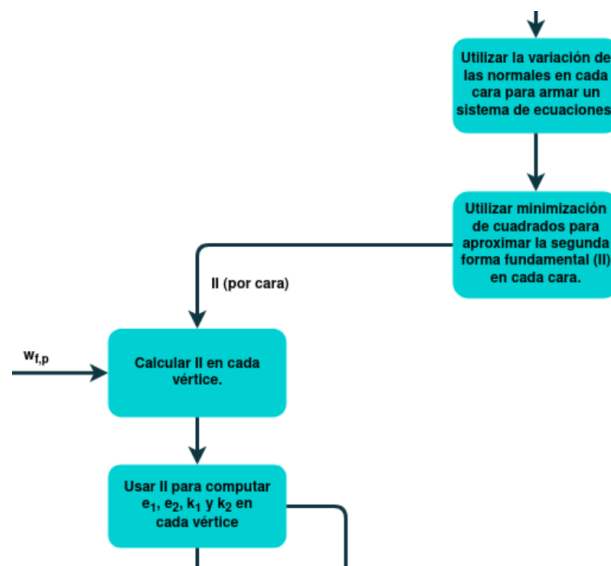 Utilizar la variación de
las normales en cada
cara para armar un
sistema de ecuaciones
Utilizar minimización
de cuadrados para
aproximar la segunda
forma fundamental (II)
en cada cara.
II (por cara)
w_f,p
Calcular II en cada
vértice.
Usar II para computar
e₁, e₂, k₁ y k₂ en
cada vértice